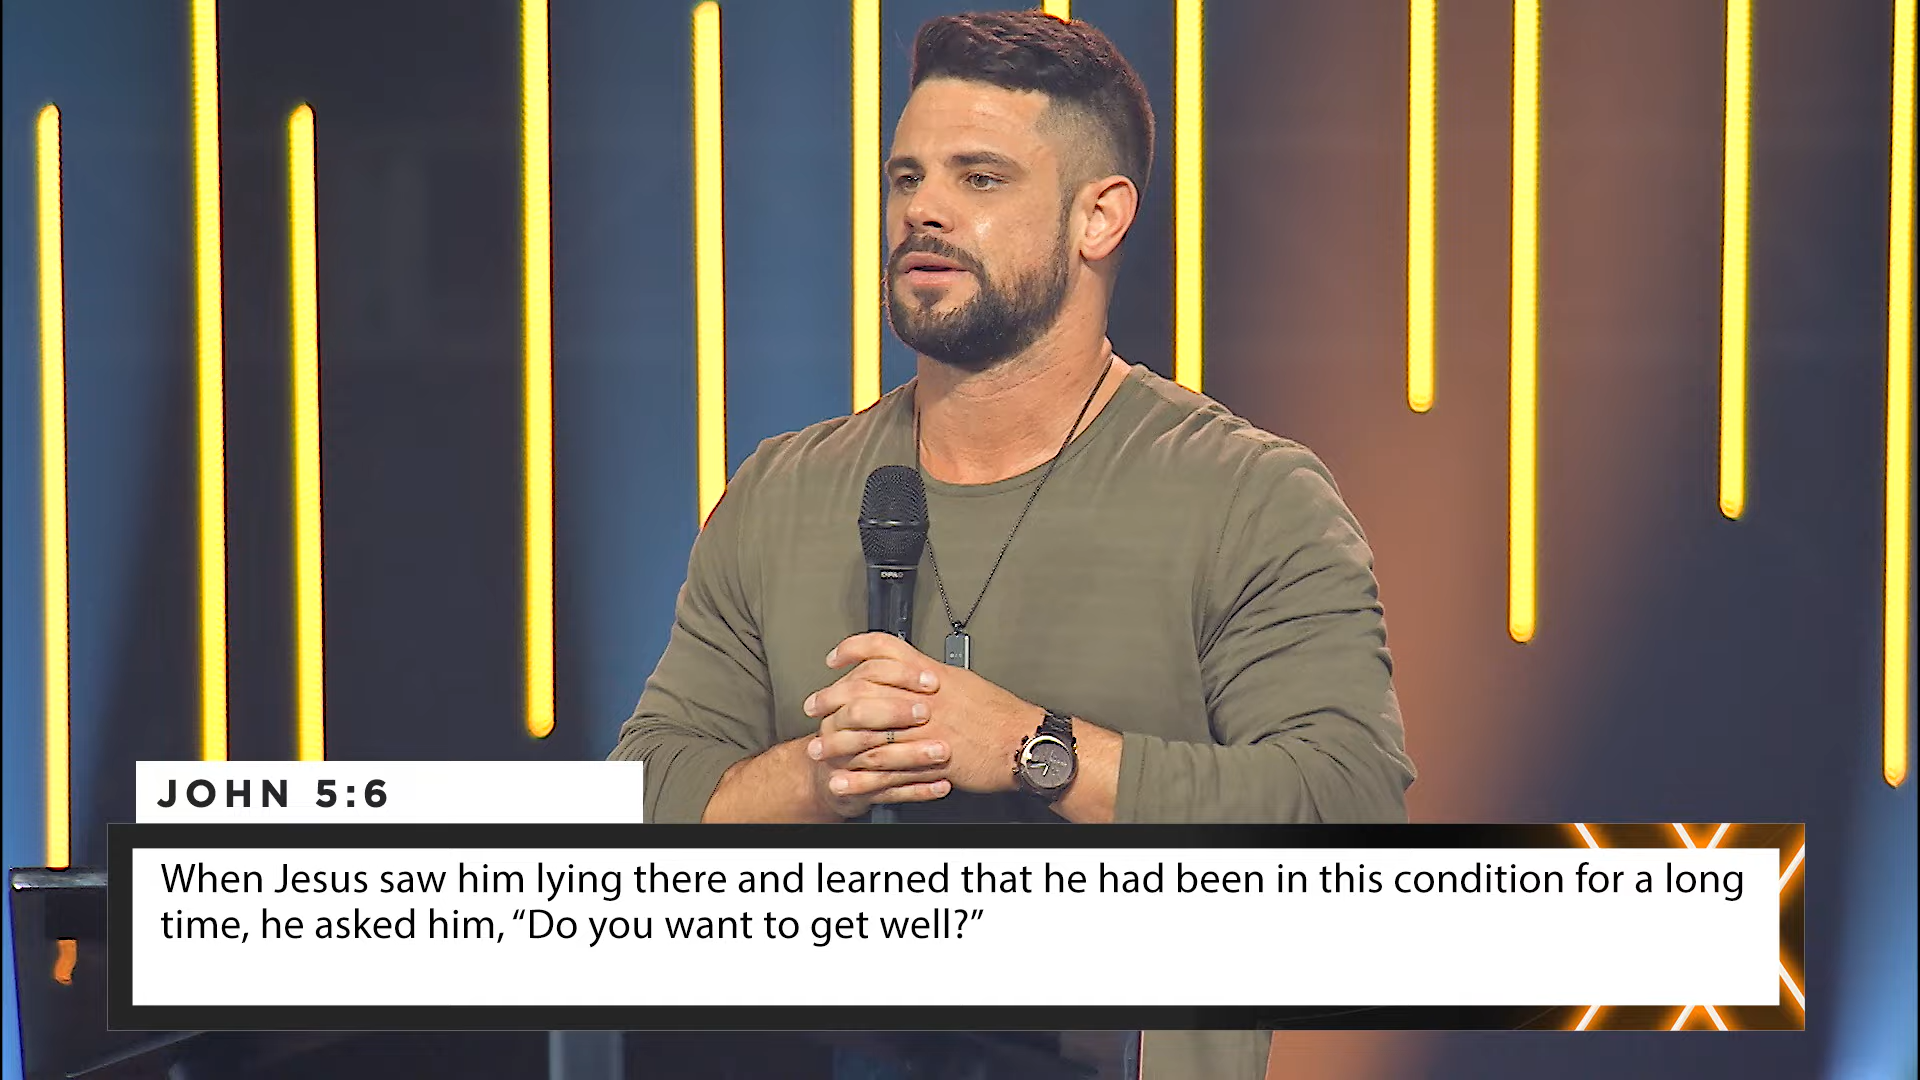 JOHN 5:6
When Jesus saw him lying there and learned that he had been in this condition for a long
time, he asked him, “Do you want to get well?”